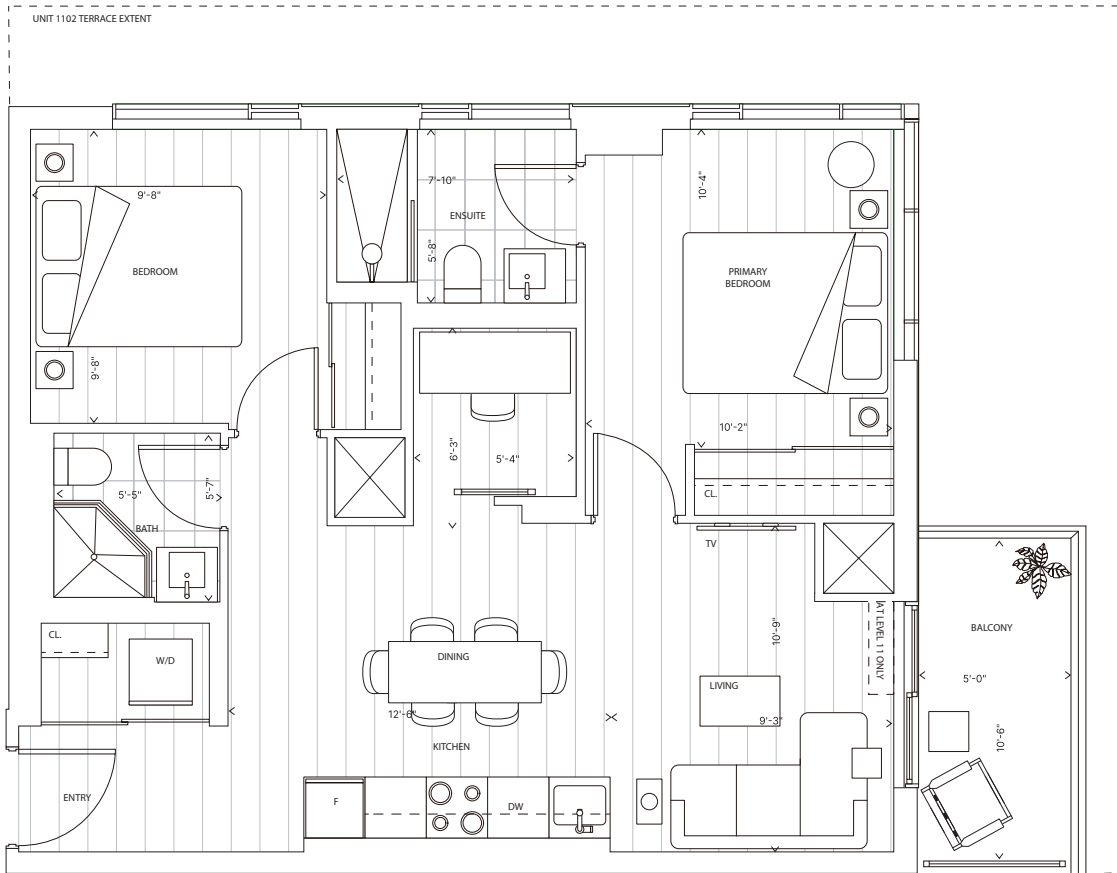 UNIT 1102 TERRACE EXTENT
9'-8"
BEDROOM
9'-8"
7'-10"
ENSUITE
5'-8"
10'-4"
PRIMARY
BEDROOM
10'-2"
CL.
6'-3"
5'-4"
5'-5"
5'-7"
BATH
TV
AT LEVEL 11 ONLY
BALCONY
5'-0"
10'-6"
CL.
W/D
DINING
12'-6"
KITCHEN
10'-9"
LIVING
9'-3"
ENTRY
F
DW